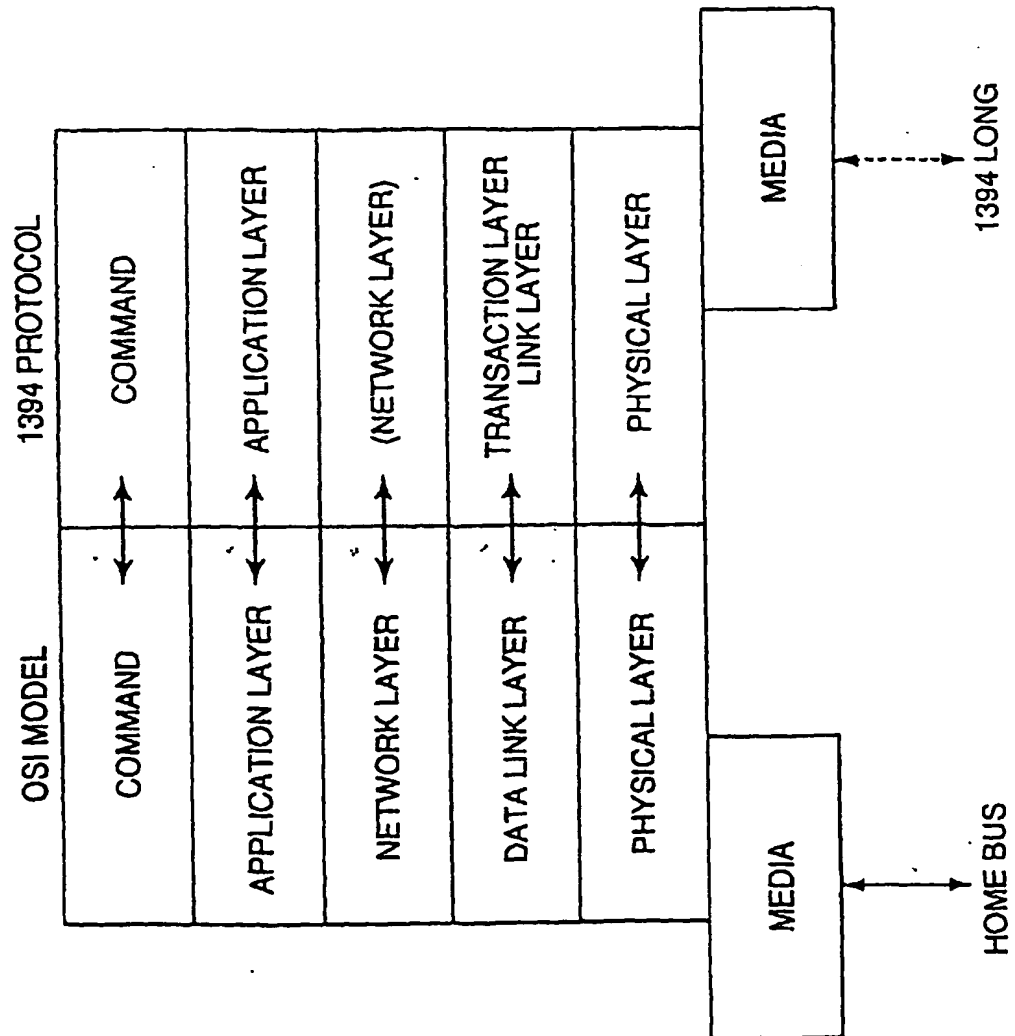 OSI MODEL
1394 PROTOCOL
COMMAND
COMMAND
APPLICATION LAYER
APPLICATION LAYER
NETWORK LAYER
(NETWORK LAYER)
DATA LINK LAYER
TRANSACTION LAYER
LINK LAYER
PHYSICAL LAYER
PHYSICAL LAYER
MEDIA
MEDIA
HOME BUS
1394 LONG